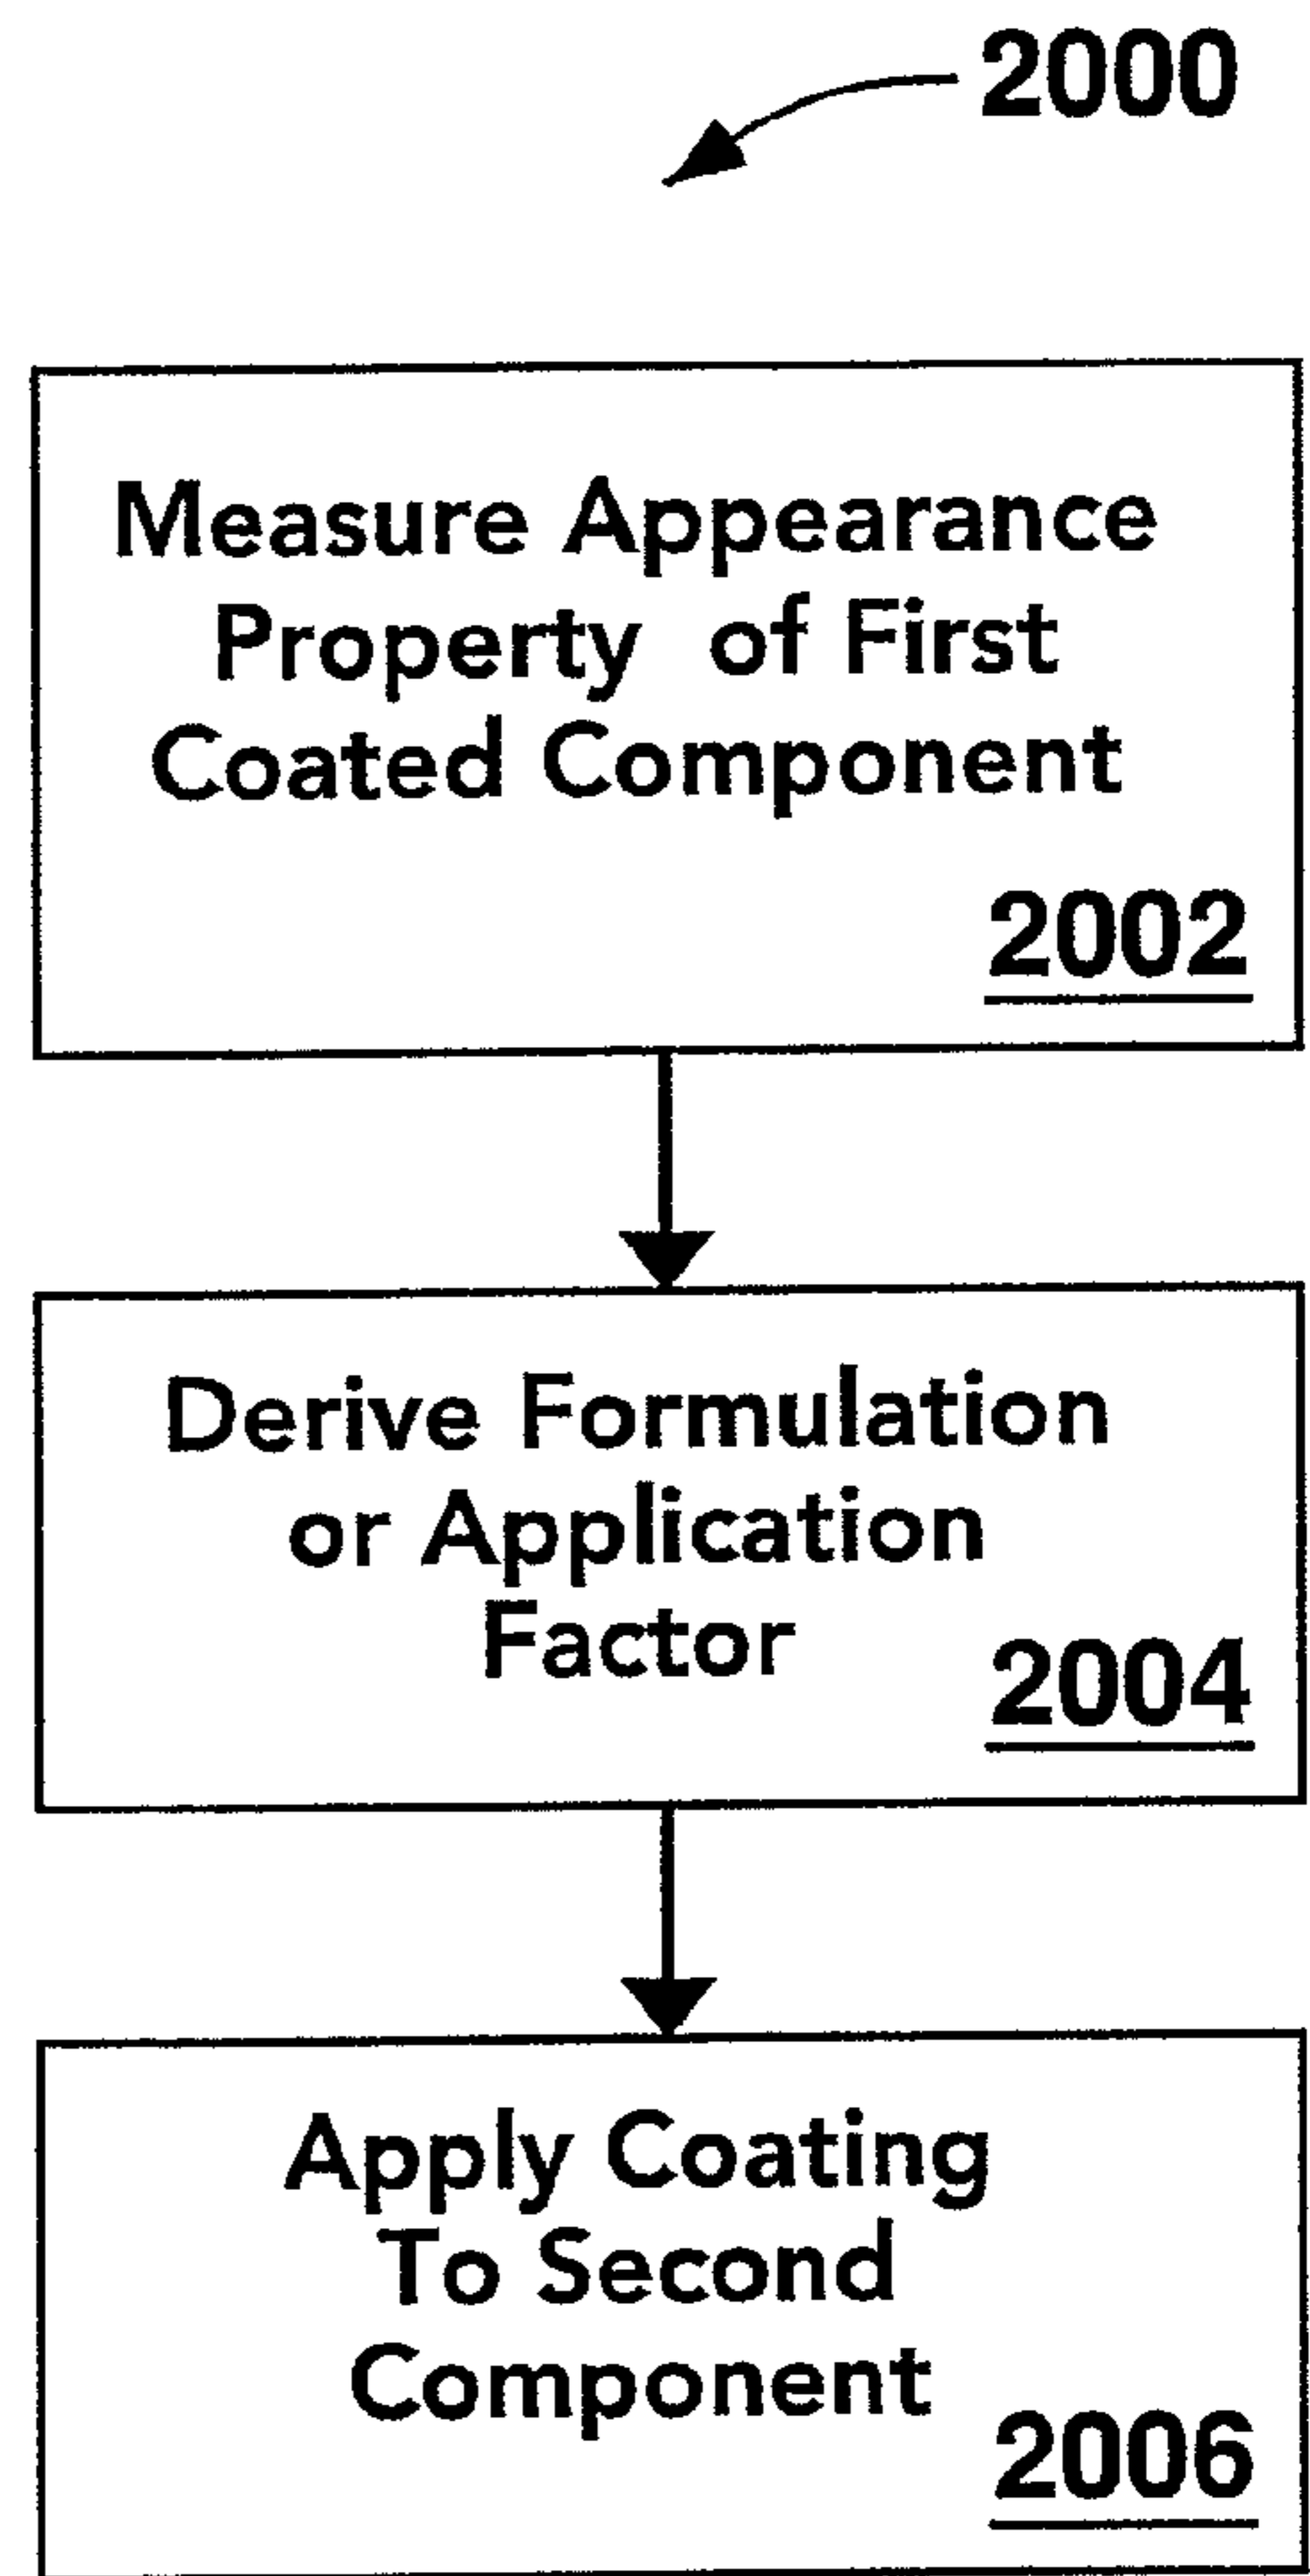 2000
Measure Appearance
Property of First
Coated Component
2002
Derive Formulation
or Application
Factor
2004
Apply Coating
To Second
Component
2006